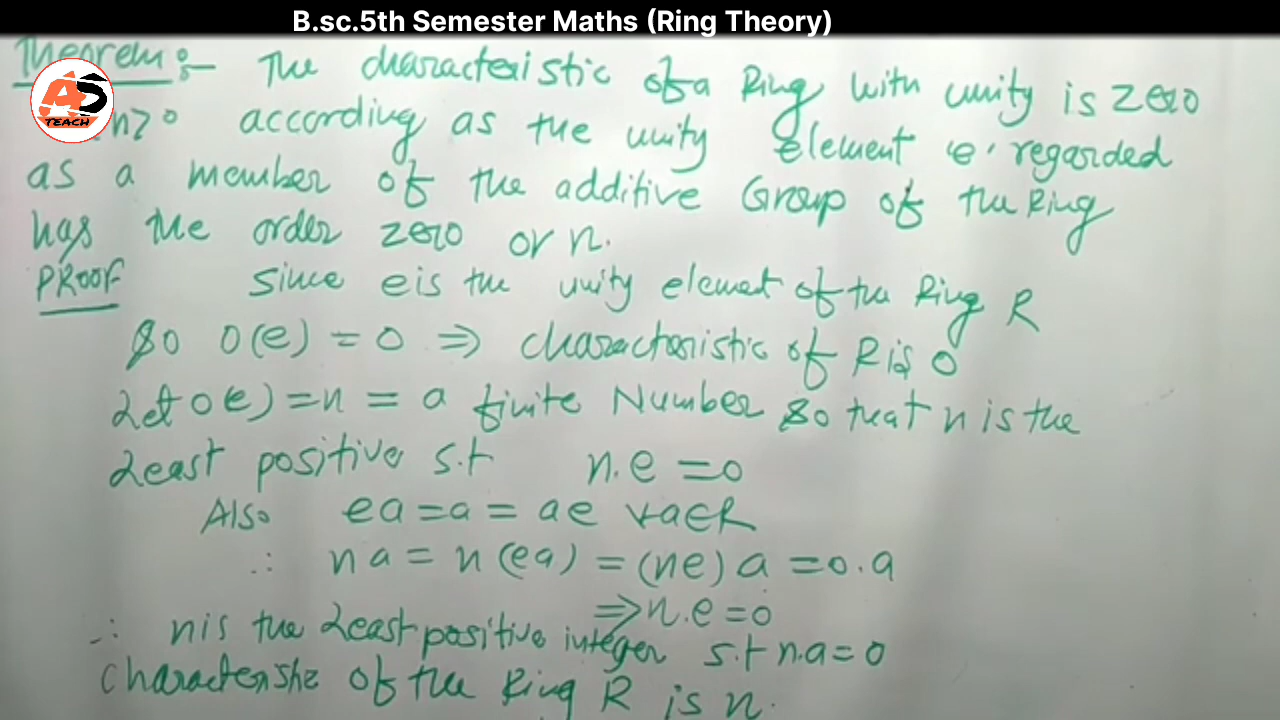 B.sc.5th Semester Maths (Ring Theory)
Theorem :- The characteristic of a Ring with unity is zero
AS TEACH
n>0 according as the unity element 'e' regarded
as a member of the additive Group of the Ring
has the order zero or n.
PROOF since e is the unity element of the Ring R
So O(e) = 0 ⇒ characteristic of R is 0
Let O(e) = n = a finite Number so that n is the
Least positive s.t n.e = 0
Also ea = a = ae ∀ a∈R
∴ na = n(ea) = (ne)a = 0.a
⇒ n.e = 0
∴ n is the Least positive integer s.t n.a = 0
characteristic of the Ring R is n.